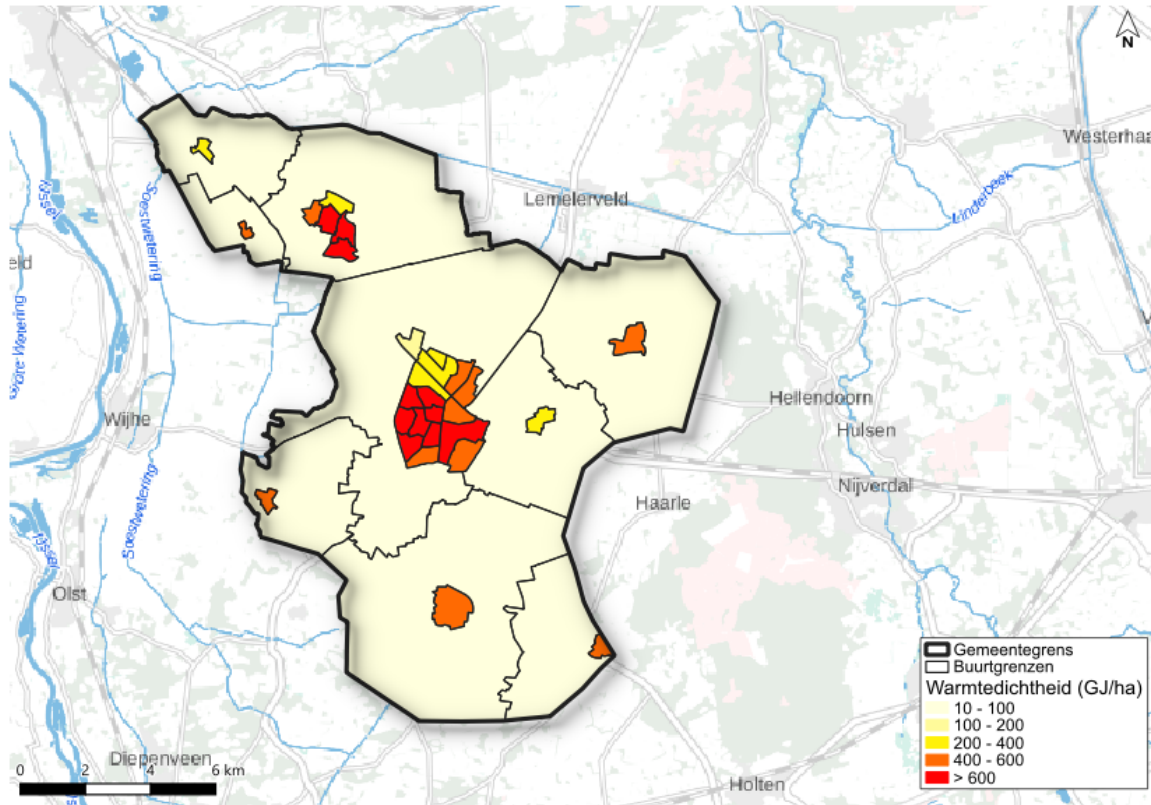 N
Westerhaa
Lemelerveld
Linderbeek
IJssel
Soestwetering
eld
Grote Wetering
Wijhe
Hellendoorn
Hulsen
Nijverdal
Haarle
Soestwetering
IJssel
Olst
Diepenveen
Holten
0 2 4 6 km
Gemeentegrens
Buurtgrenzen
Warmtedichtheid (GJ/ha)
10 - 100
100 - 200
200 - 400
400 - 600
> 600